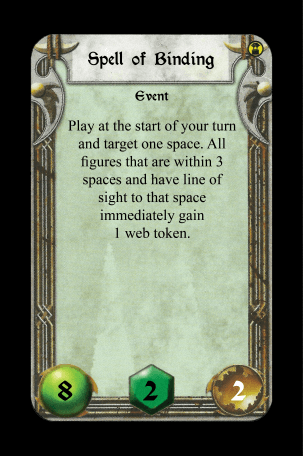 Spell of Binding
Event
Play at the start of your turn
and target one space. All
figures that are within 3
spaces and have line of
sight to that space
immediately gain
1 web token.
8 2 2